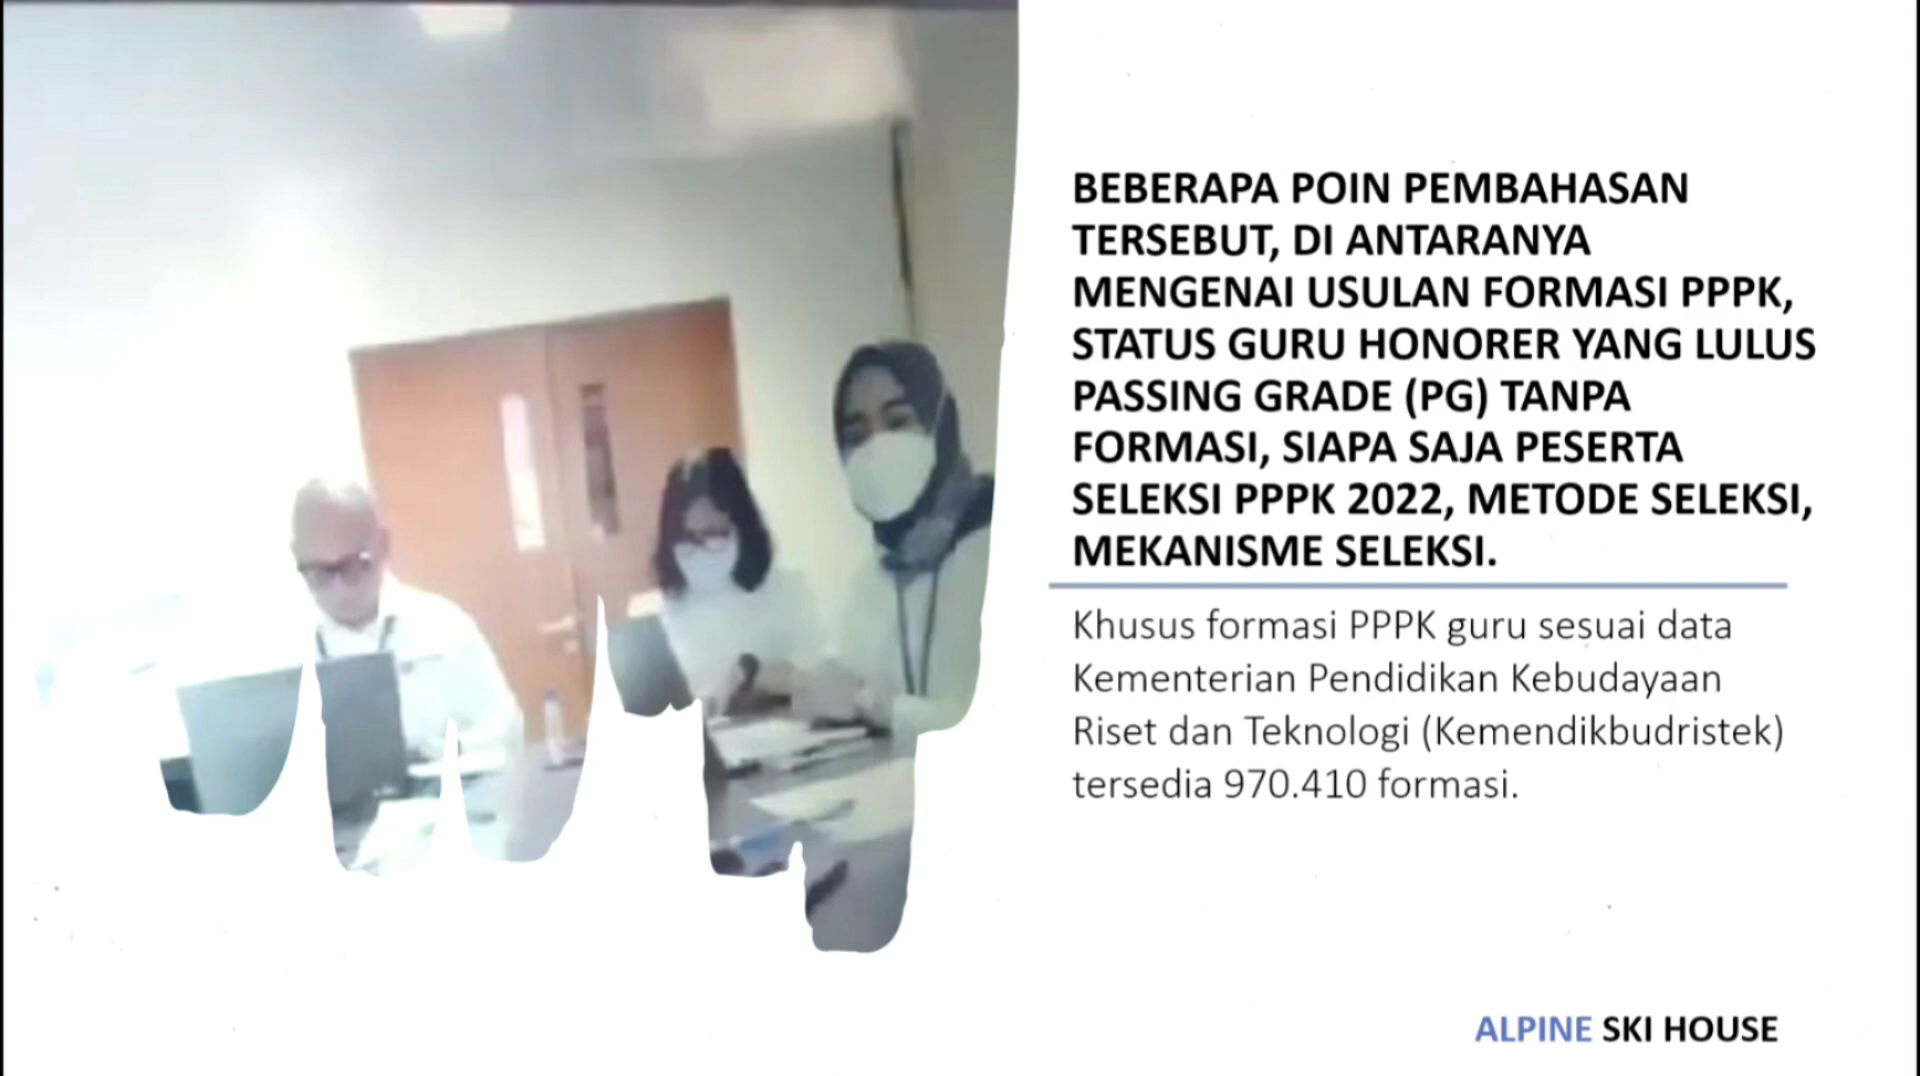 BEBERAPA POIN PEMBAHASAN
TERSEBUT, DI ANTARANYA
MENGENAI USULAN FORMASI PPPK,
STATUS GURU HONORER YANG LULUS
PASSING GRADE (PG) TANPA
FORMASI, SIAPA SAJA PESERTA
SELEKSI PPPK 2022, METODE SELEKSI,
MEKANISME SELEKSI.
Khusus formasi PPPK guru sesuai data
Kementerian Pendidikan Kebudayaan
Riset dan Teknologi (Kemendikbudristek)
tersedia 970.410 formasi.
ALPINE SKI HOUSE